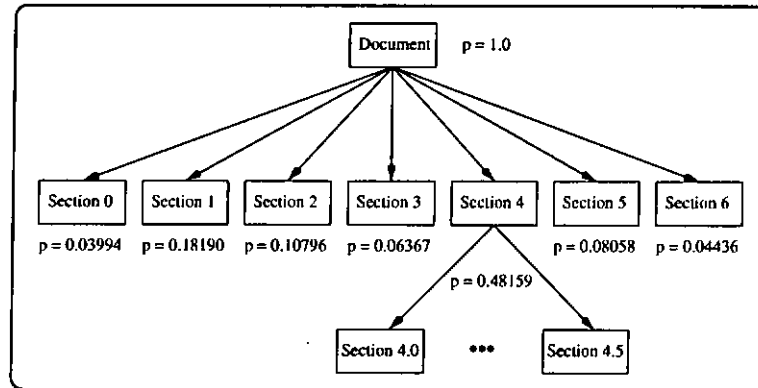 Document p = 1.0
Section 0 Section 1 Section 2 Section 3 Section 4 Section 5 Section 6
p = 0.03994 p = 0.18190 p = 0.10796 p = 0.06367 p = 0.08058 p = 0.04436
p = 0.48159
Section 4.0 ••• Section 4.5